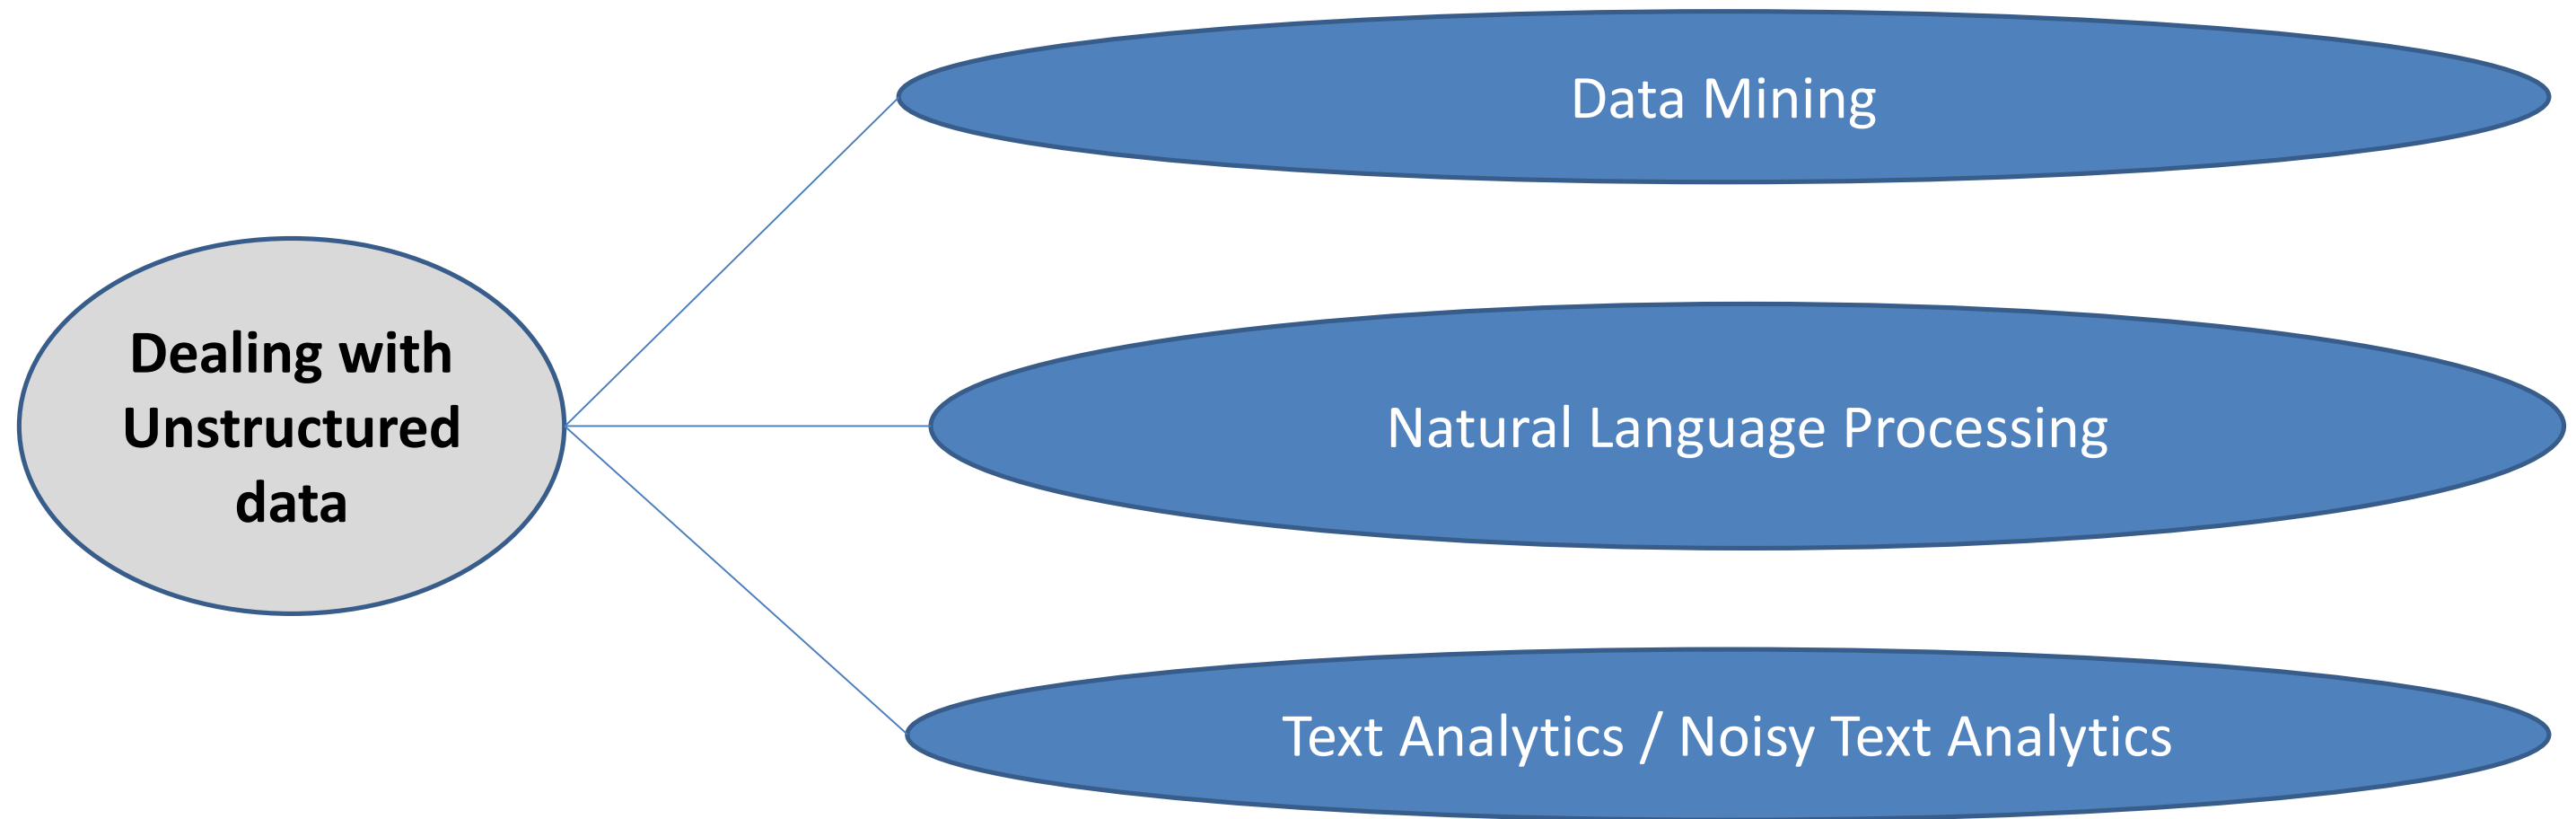 Data Mining
Dealing with
Unstructured
data
Natural Language Processing
Text Analytics / Noisy Text Analytics